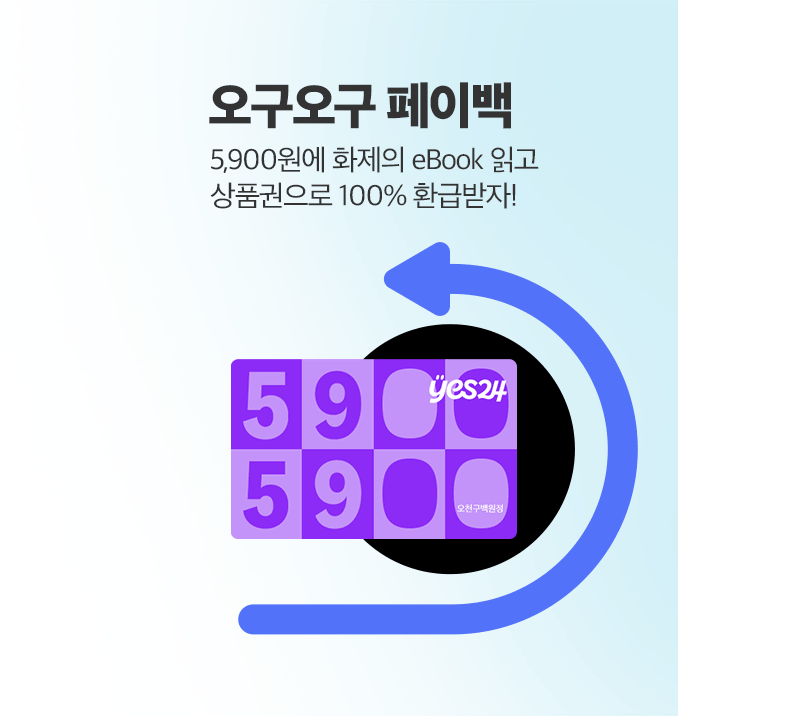 오구오구 페이백
5,900원에 화제의 eBook 읽고
상품권으로 100% 환급받자!
5900
yes24
5900
오천구백원정